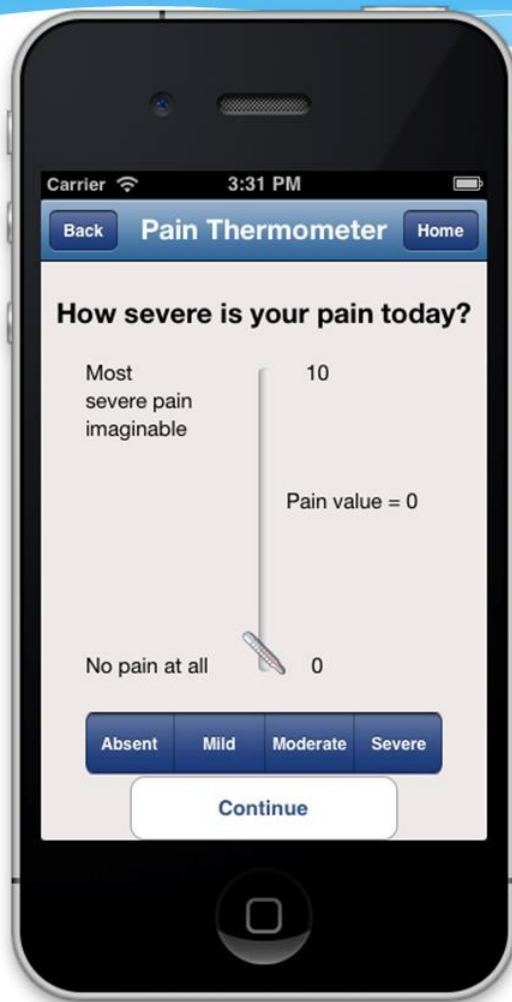 Carrier 3:31 PM
Back Pain Thermometer Home
How severe is your pain today?
Most 10
severe pain
imaginable
Pain value = 0
No pain at all 0
Absent Mild Moderate Severe
Continue